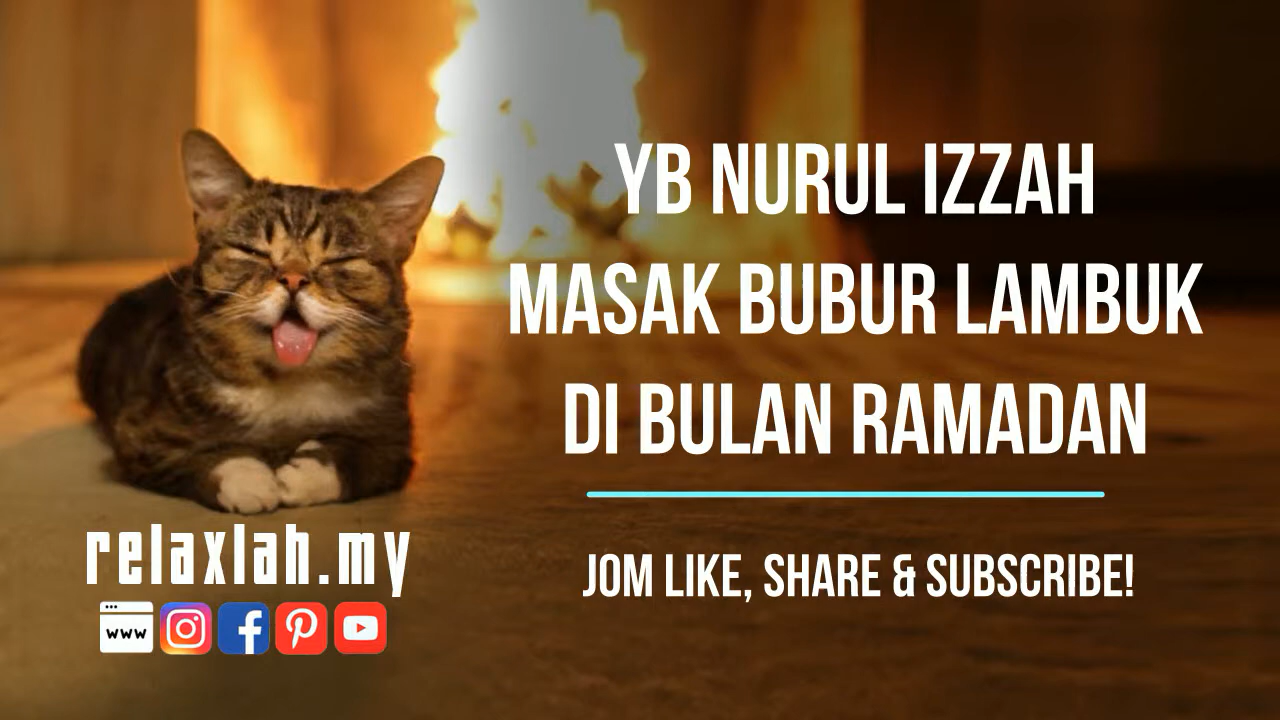 YB NURUL IZZAH
MASAK BUBUR LAMBUK
DI BULAN RAMADAN
JOM LIKE, SHARE & SUBSCRIBE!
relaxlah.my
www